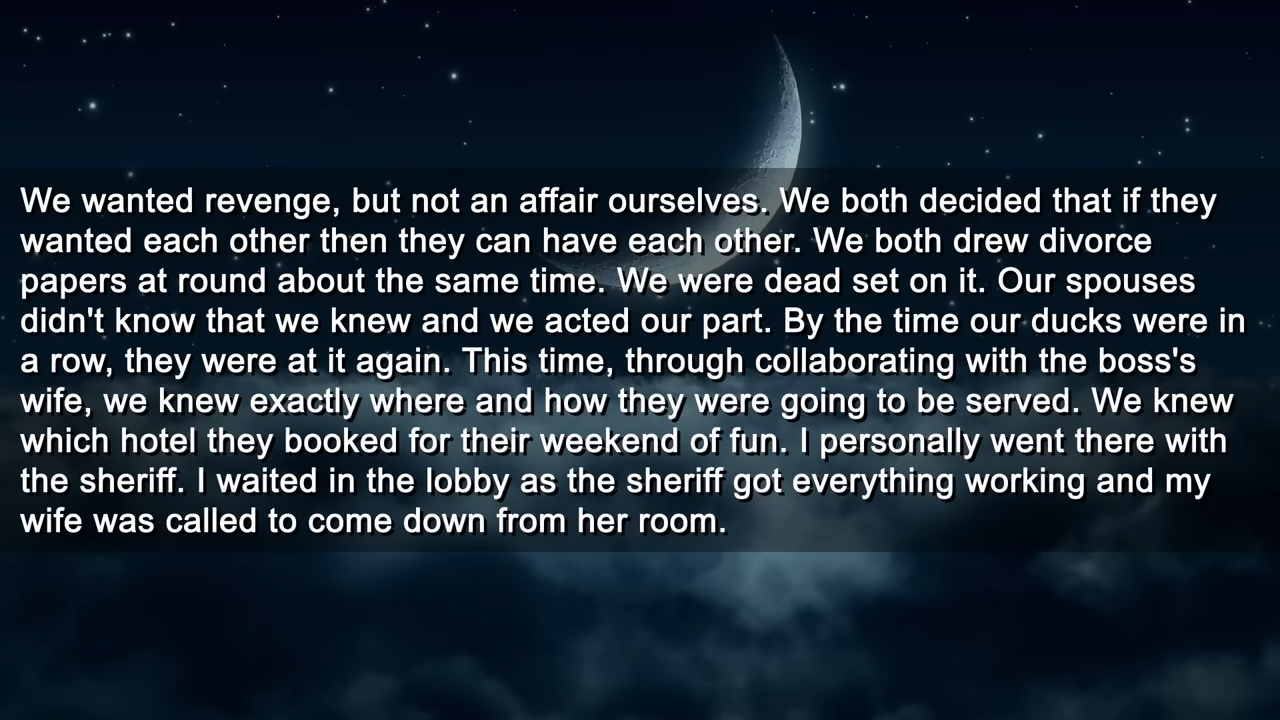 We wanted revenge, but not an affair ourselves. We both decided that if they
wanted each other then they can have each other. We both drew divorce
papers at round about the same time. We were dead set on it. Our spouses
didn't know that we knew and we acted our part. By the time our ducks were in
a row, they were at it again. This time, through collaborating with the boss's
wife, we knew exactly where and how they were going to be served. We knew
which hotel they booked for their weekend of fun. I personally went there with
the sheriff. I waited in the lobby as the sheriff got everything working and my
wife was called to come down from her room.